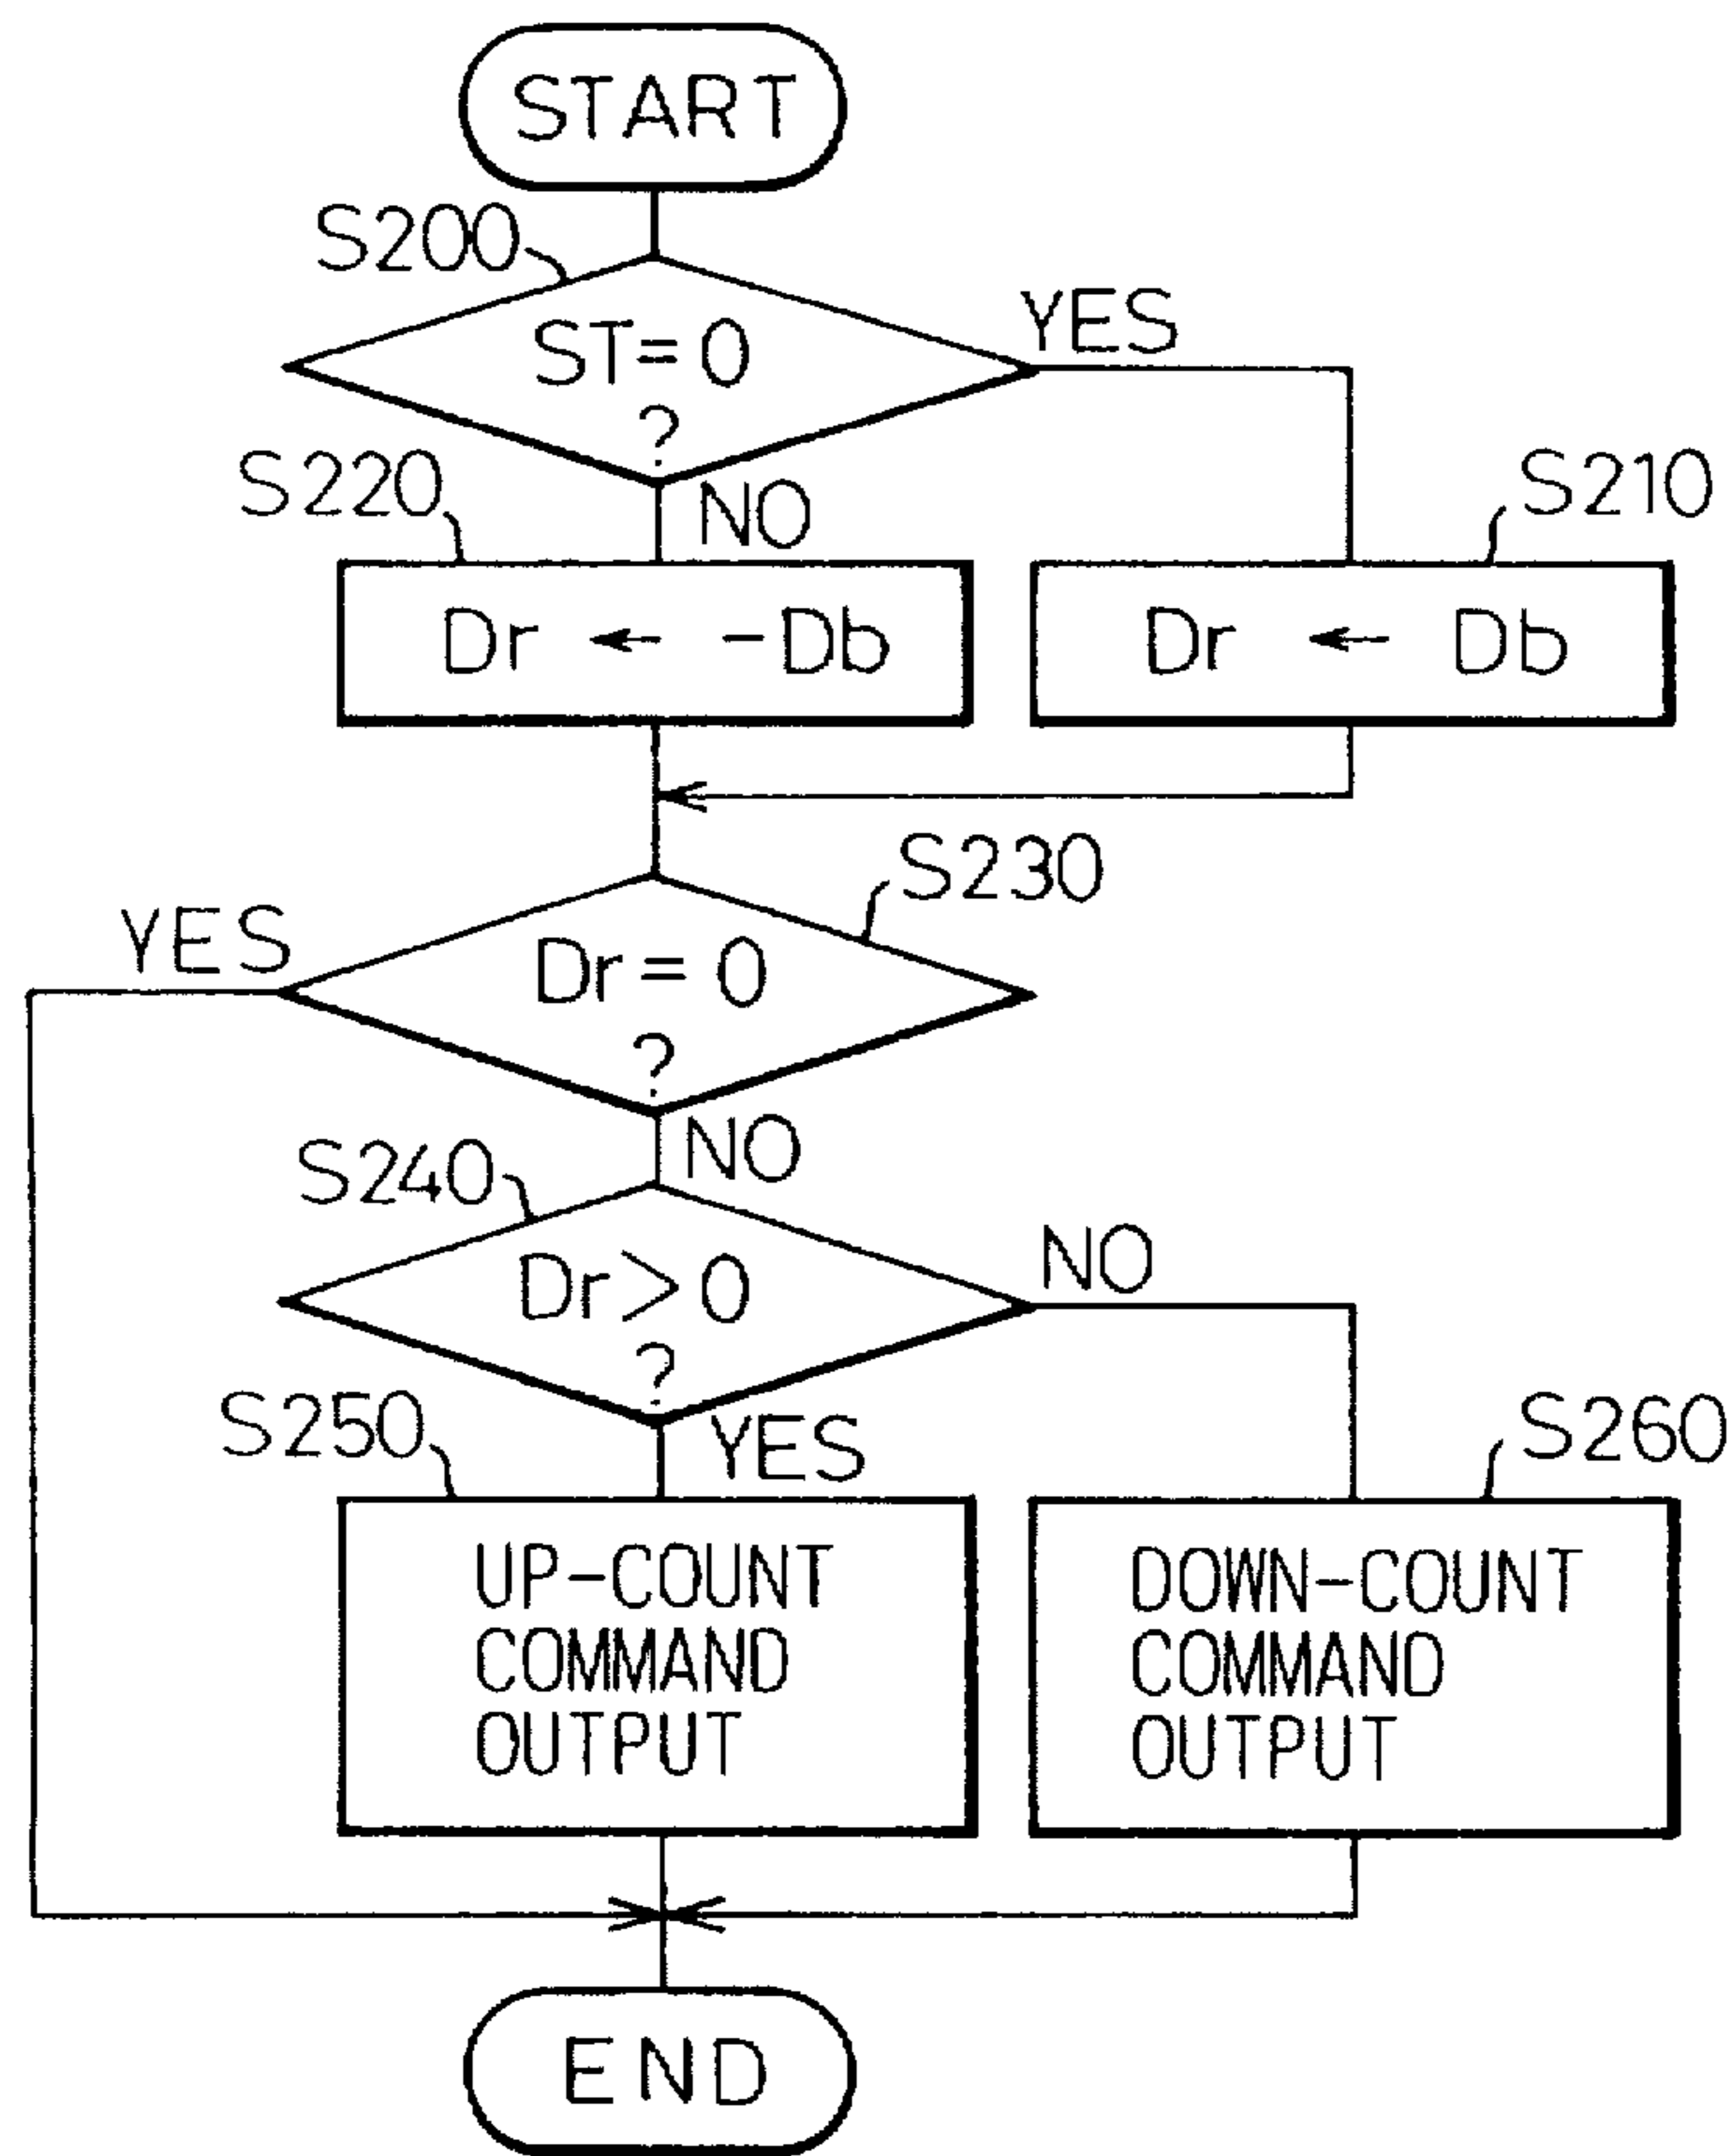 START
S200
ST=0
?
YES
NO
S220
S210
Dr ← -Db
Dr ← Db
S230
YES
Dr=0
?
NO
S240
Dr>0
?
NO
YES
S250
S260
UP-COUNT
COMMAND
OUTPUT
DOWN-COUNT
COMMAND
OUTPUT
END